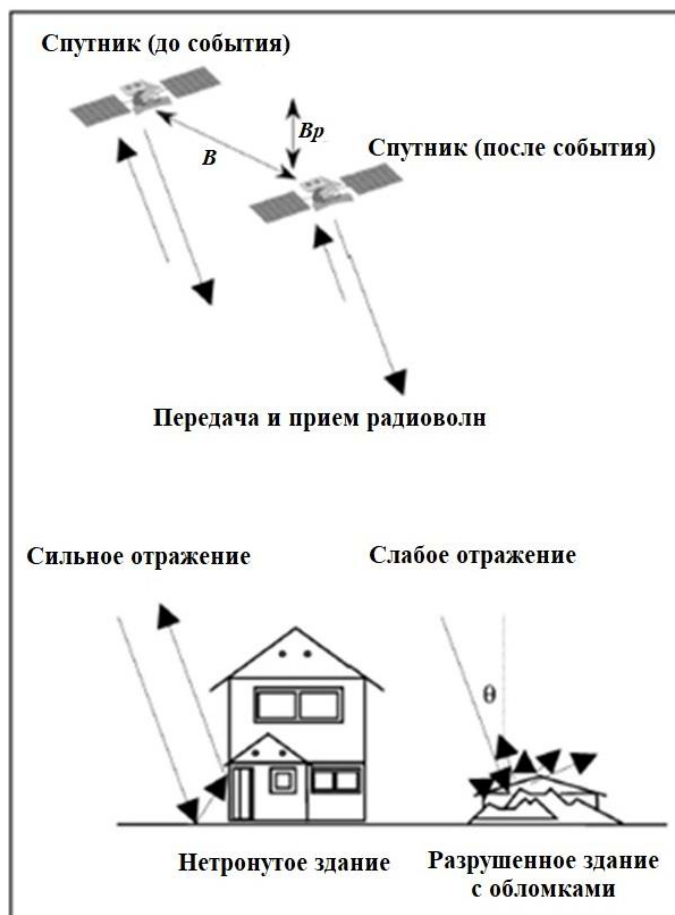 Спутник (до события)
Bp
B
Спутник (после события)
Передача и прием радиоволн
Сильное отражение
Слабое отражение
θ
Нетронутое здание
Разрушенное здание
с обломками